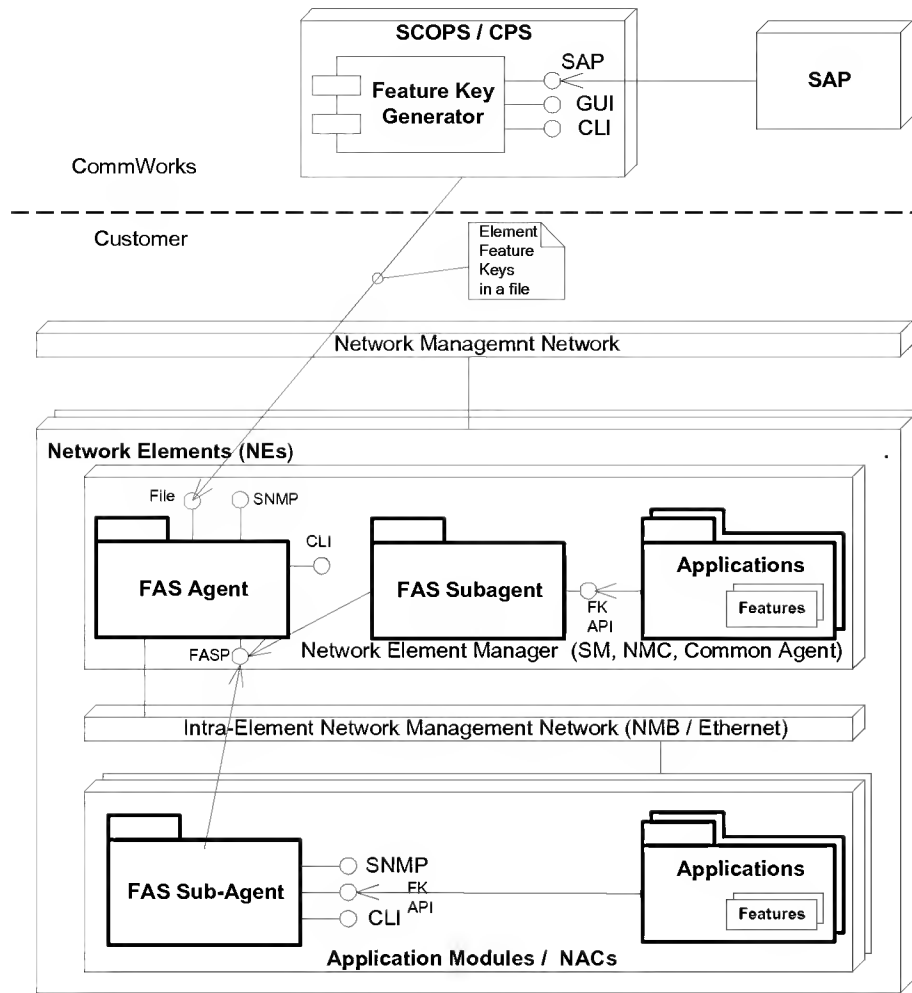 SCOPS / CPS
SAP
Feature Key
Generator
GUI
CLI
SAP
CommWorks
Customer
Element
Feature
Keys
in a file
Network Managemnt Network
Network Elements (NEs)
File
SNMP
CLI
FAS Agent
FAS Subagent
FK
API
Applications
Features
FASP
Network Element Manager (SM, NMC, Common Agent)
Intra-Element Network Management Network (NMB / Ethernet)
FAS Sub-Agent
SNMP
FK
API
CLI
Applications
Features
Application Modules / NACs